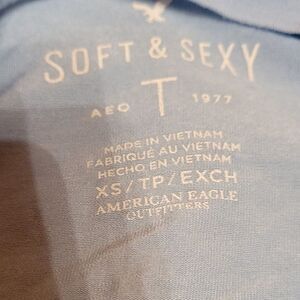 SOFT & SEXY
AEO T 1977
MADE IN VIETNAM
FABRIQUÉ AU VIETNAM
HECHO EN VIETNAM
XS/TP/EXCH
AMERICAN EAGLE
OUTFITTERS